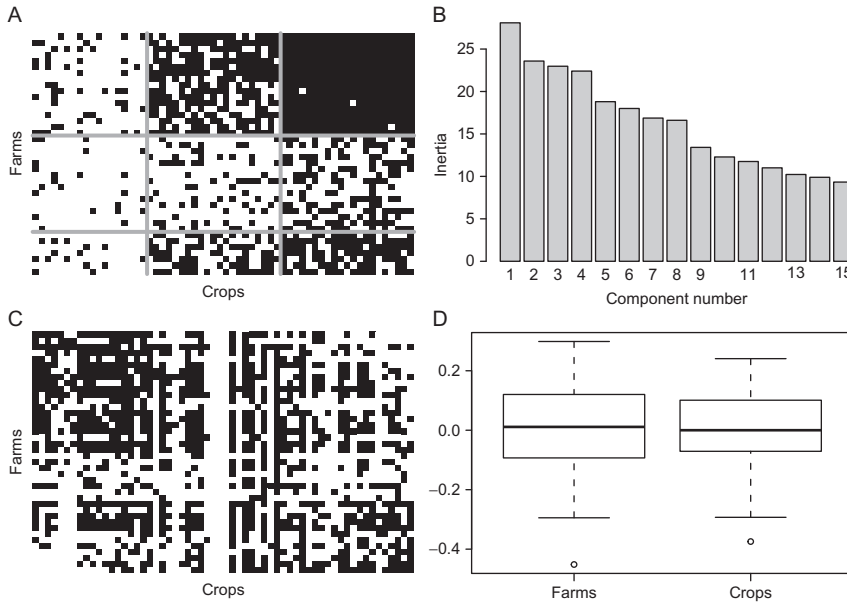 A
Farms
Crops
B
Inertia
25
20
15
10
5
0
1 2 3 4 5 6 7 8 9 11 13 15
Component number
C
Farms
Crops
D
0.2
0.0
−0.2
−0.4
Farms Crops